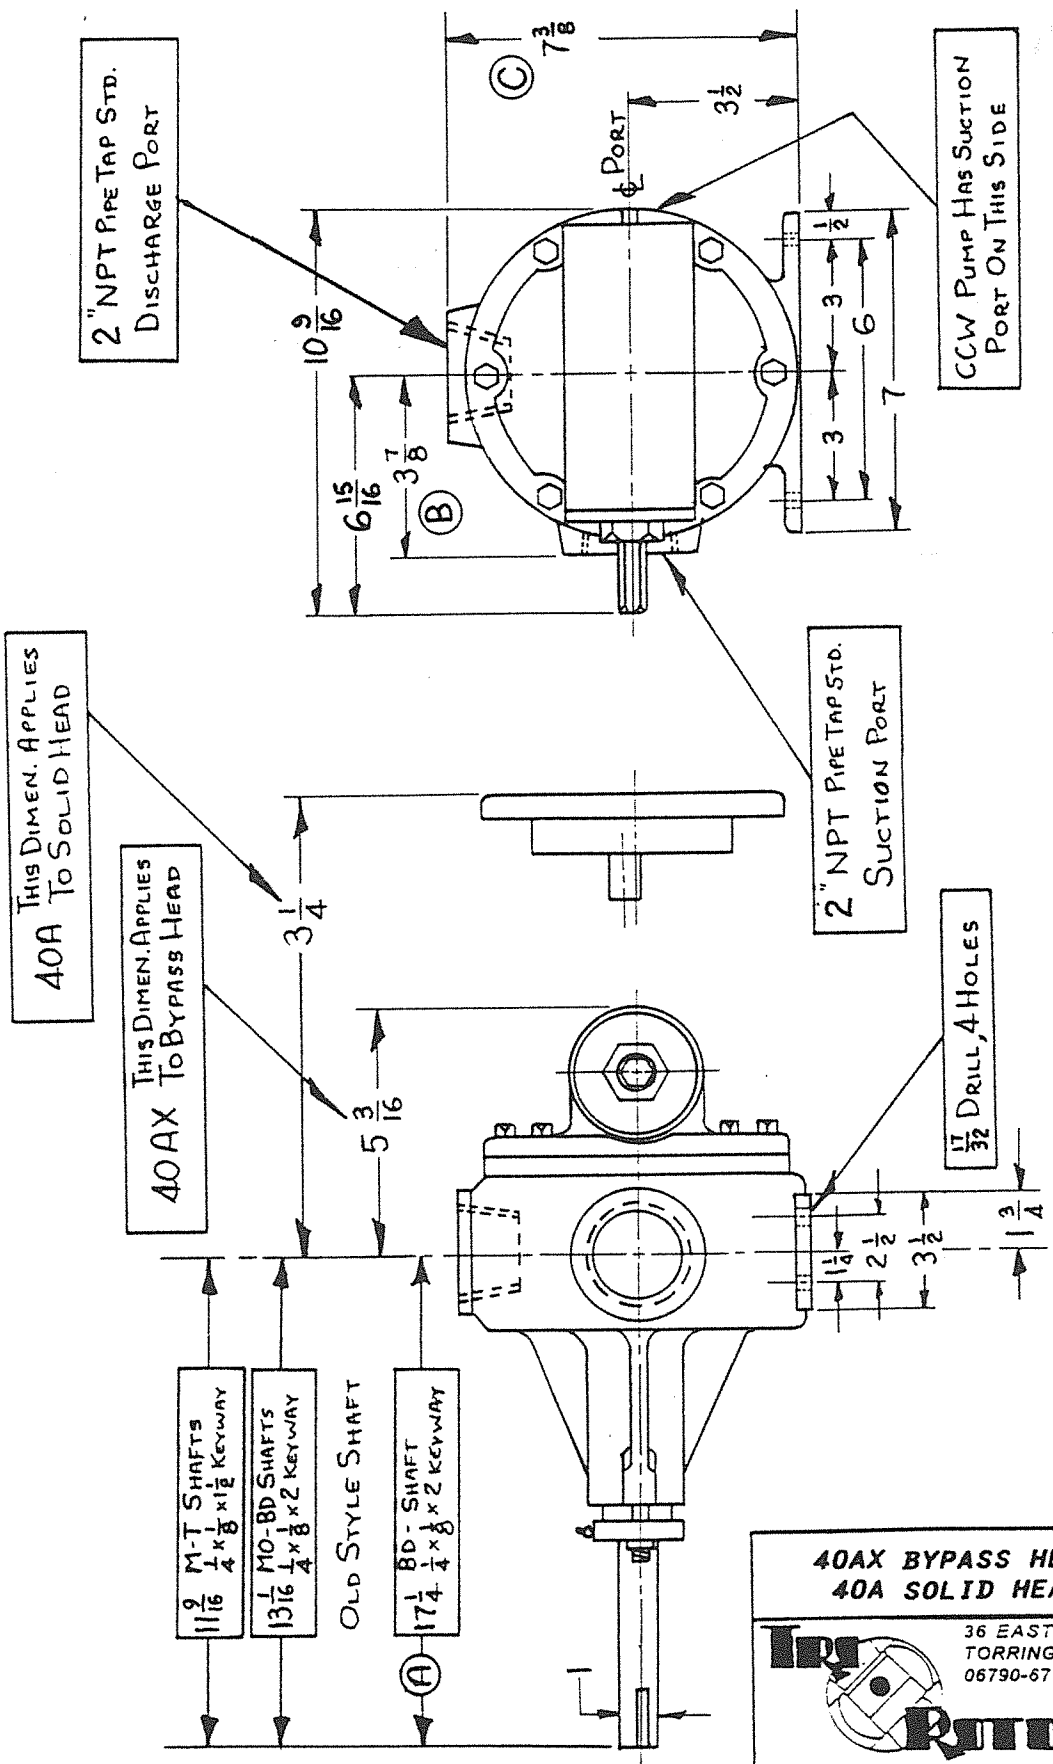 40A THIS DIMEN. APPLIES
TO SOLID HEAD
40AX THIS DIMEN. APPLIES
TO BYPASS HEAD
3 1/4
5 3/16
11 9/16 M-T SHAFTS
1/4 x 1/8 x 1 1/2 KEYWAY
13 1/16 MO-BD SHAFTS
1/4 x 1/8 x 2 KEYWAY
OLD STYLE SHAFT
17 1/4 BD-SHAFT
1/4 x 1/8 x 2 KEYWAY
A
1
17/32 DRILL, 4 HOLES
1 1/4
2 1/2
3 1/2
1 3/4
2" NPT PIPE TAP STD.
DISCHARGE PORT
10 9/16
6 15/16
3 7/8
B
C
7 3/8
3 1/2
PORT
1/2
3
3
6
7
2" NPT PIPE TAP STD.
SUCTION PORT
CCW PUMP HAS SUCTION
PORT ON THIS SIDE
40AX BYPASS HE
40A SOLID HEA
36 EAST
TORRING
06790-67
TRI
ROTO